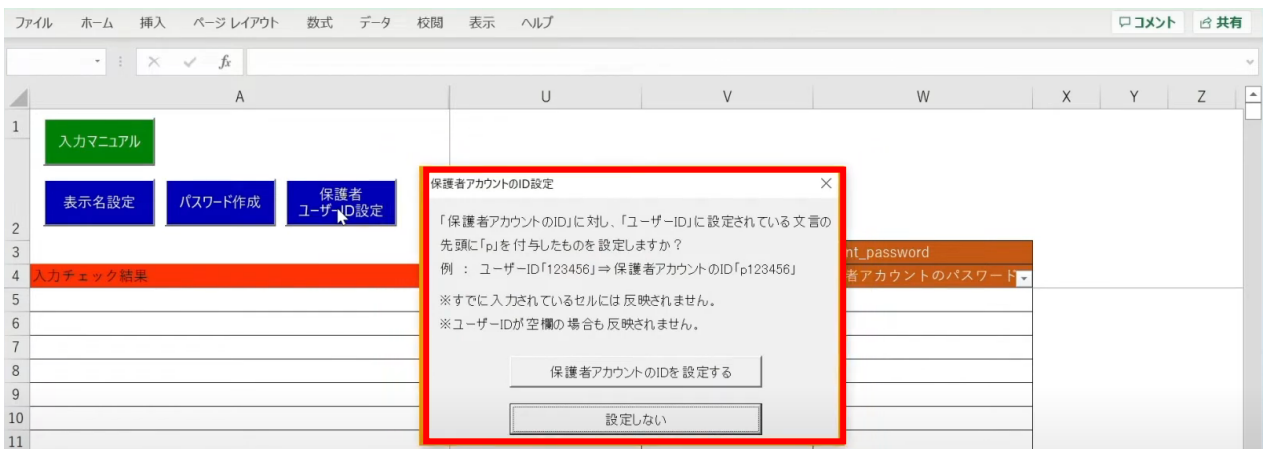 ファイル ホーム 挿入 ページ レイアウト 数式 データ 校閲 表示 ヘルプ コメント 共有
fx
A U V W X Y Z
1
入力マニュアル
表示名設定 パスワード作成 保護者
ユーザーID設定
2
保護者アカウントのID設定
「保護者アカウントのID」に対し、「ユーザーID」に設定されている文言の
先頭に「p」を付与したものを設定しますか?
例 : ユーザーID「123456」⇒保護者アカウントのID「p123456」
※すでに入力されているセルには反映されません。
※ユーザーIDが空欄の場合も反映されません。
保護者アカウントのIDを設定する
設定しない
3 nt_password
4 入力チェック結果 者アカウントのパスワード
5
6
7
8
9
10
11